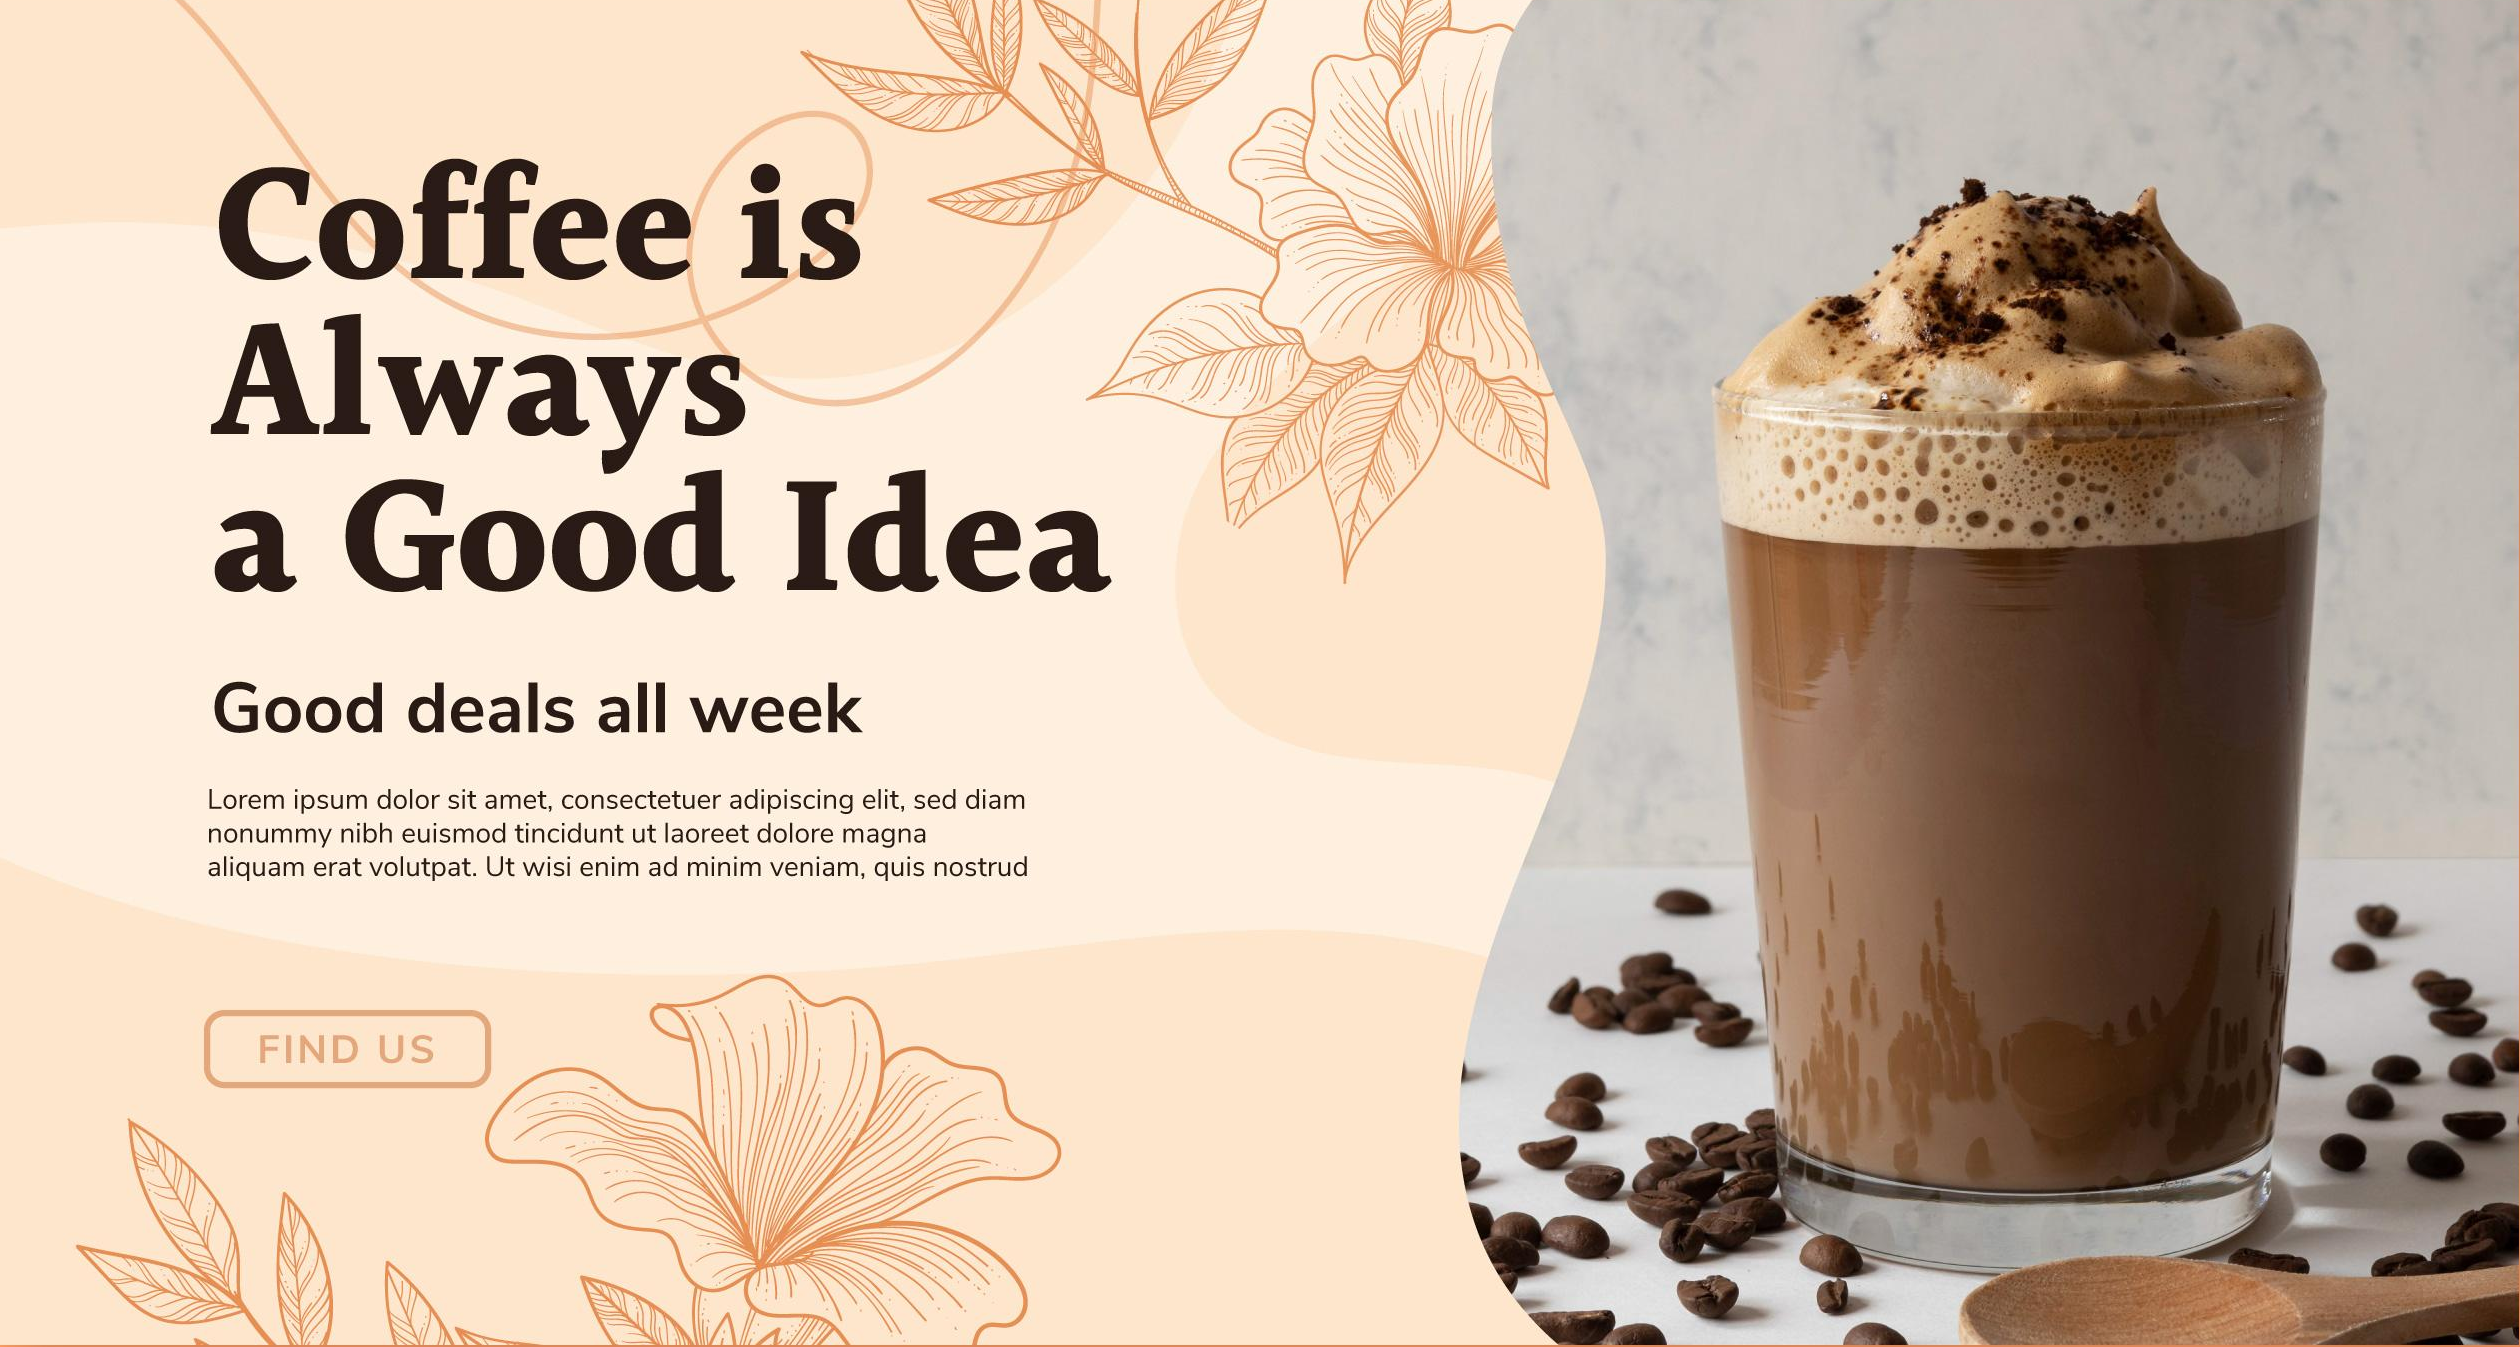 Coffee is
Always
a Good Idea
Good deals all week
Lorem ipsum dolor sit amet, consectetuer adipiscing elit, sed diam
nonummy nibh euismod tincidunt ut laoreet dolore magna
aliquam erat volutpat. Ut wisi enim ad minim veniam, quis nostrud
FIND US